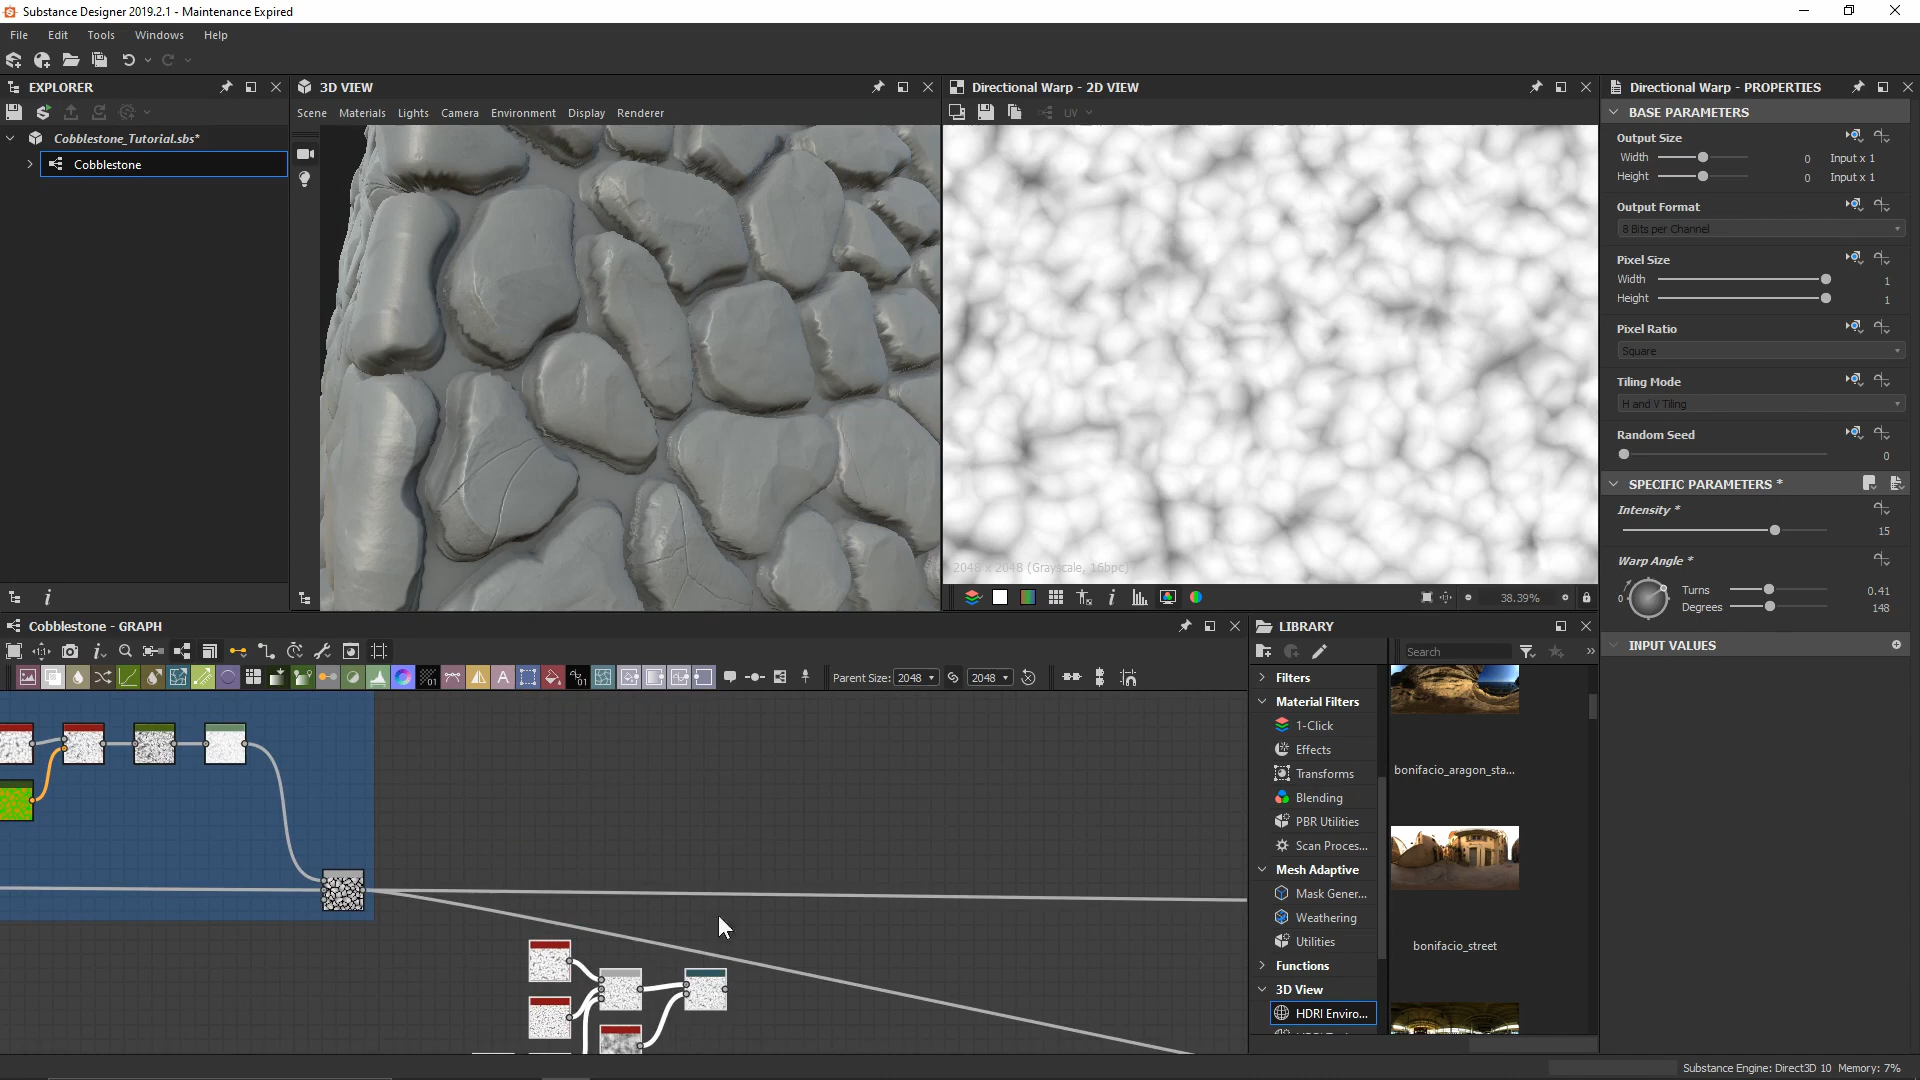 Substance Designer 2019.2.1 - Maintenance Expired
File Edit Tools Windows Help
EXPLORER
Cobblestone_Tutorial.sbs*
Cobblestone
3D VIEW
Scene Materials Lights Camera Environment Display Renderer
Directional Warp - 2D VIEW
UV
2048 x 2048 (Grayscale, 16bpc)
38.39%
Directional Warp - PROPERTIES
BASE PARAMETERS
Output Size
Width 0 Input x 1
Height 0 Input x 1
Output Format
8 Bits per Channel
Pixel Size
Width 1
Height 1
Pixel Ratio
Square
Tiling Mode
H and V Tiling
Random Seed
0
SPECIFIC PARAMETERS *
Intensity *
15
Warp Angle *
0 Turns 0.41
Degrees 148
INPUT VALUES
Cobblestone - GRAPH
Parent Size: 2048 2048
LIBRARY
Search
Filters
Material Filters
1-Click
Effects
Transforms
Blending
PBR Utilities
Scan Proces...
Mesh Adaptive
Mask Gener...
Weathering
Utilities
Functions
3D View
HDRI Enviro...
bonifacio_aragon_sta...
bonifacio_street
Substance Engine: Direct3D 10 Memory: 7%